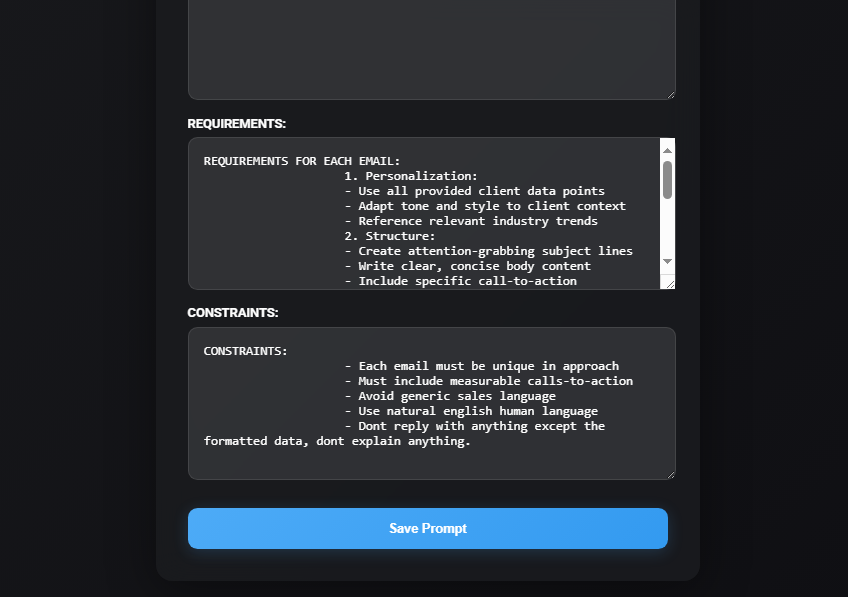 REQUIREMENTS:
REQUIREMENTS FOR EACH EMAIL:
1. Personalization:
- Use all provided client data points
- Adapt tone and style to client context
- Reference relevant industry trends
2. Structure:
- Create attention-grabbing subject lines
- Write clear, concise body content
- Include specific call-to-action
CONSTRAINTS:
CONSTRAINTS:
- Each email must be unique in approach
- Must include measurable calls-to-action
- Avoid generic sales language
- Use natural english human language
- Dont reply with anything except the
formatted data, dont explain anything.
Save Prompt